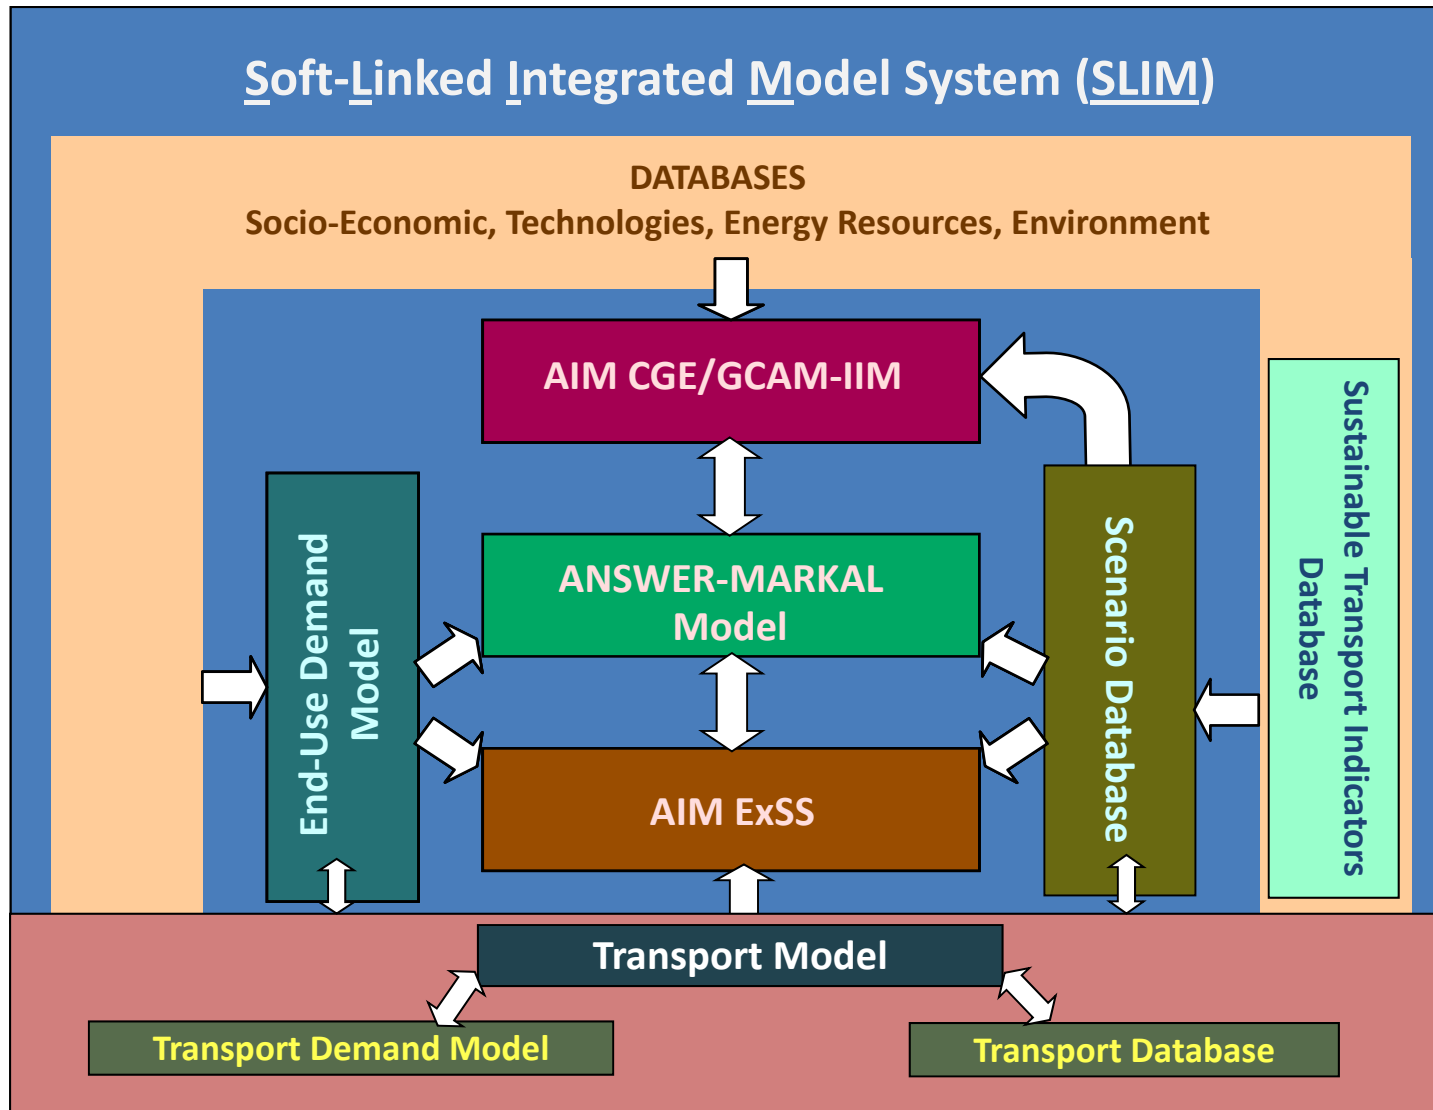 Soft-Linked Integrated Model System (SLIM)
DATABASES
Socio-Economic, Technologies, Energy Resources, Environment
AIM CGE/GCAM-IIM
End-Use Demand
Model
ANSWER-MARKAL
Model
Scenario Database
Sustainable Transport Indicators
Database
AIM ExSS
Transport Model
Transport Demand Model
Transport Database